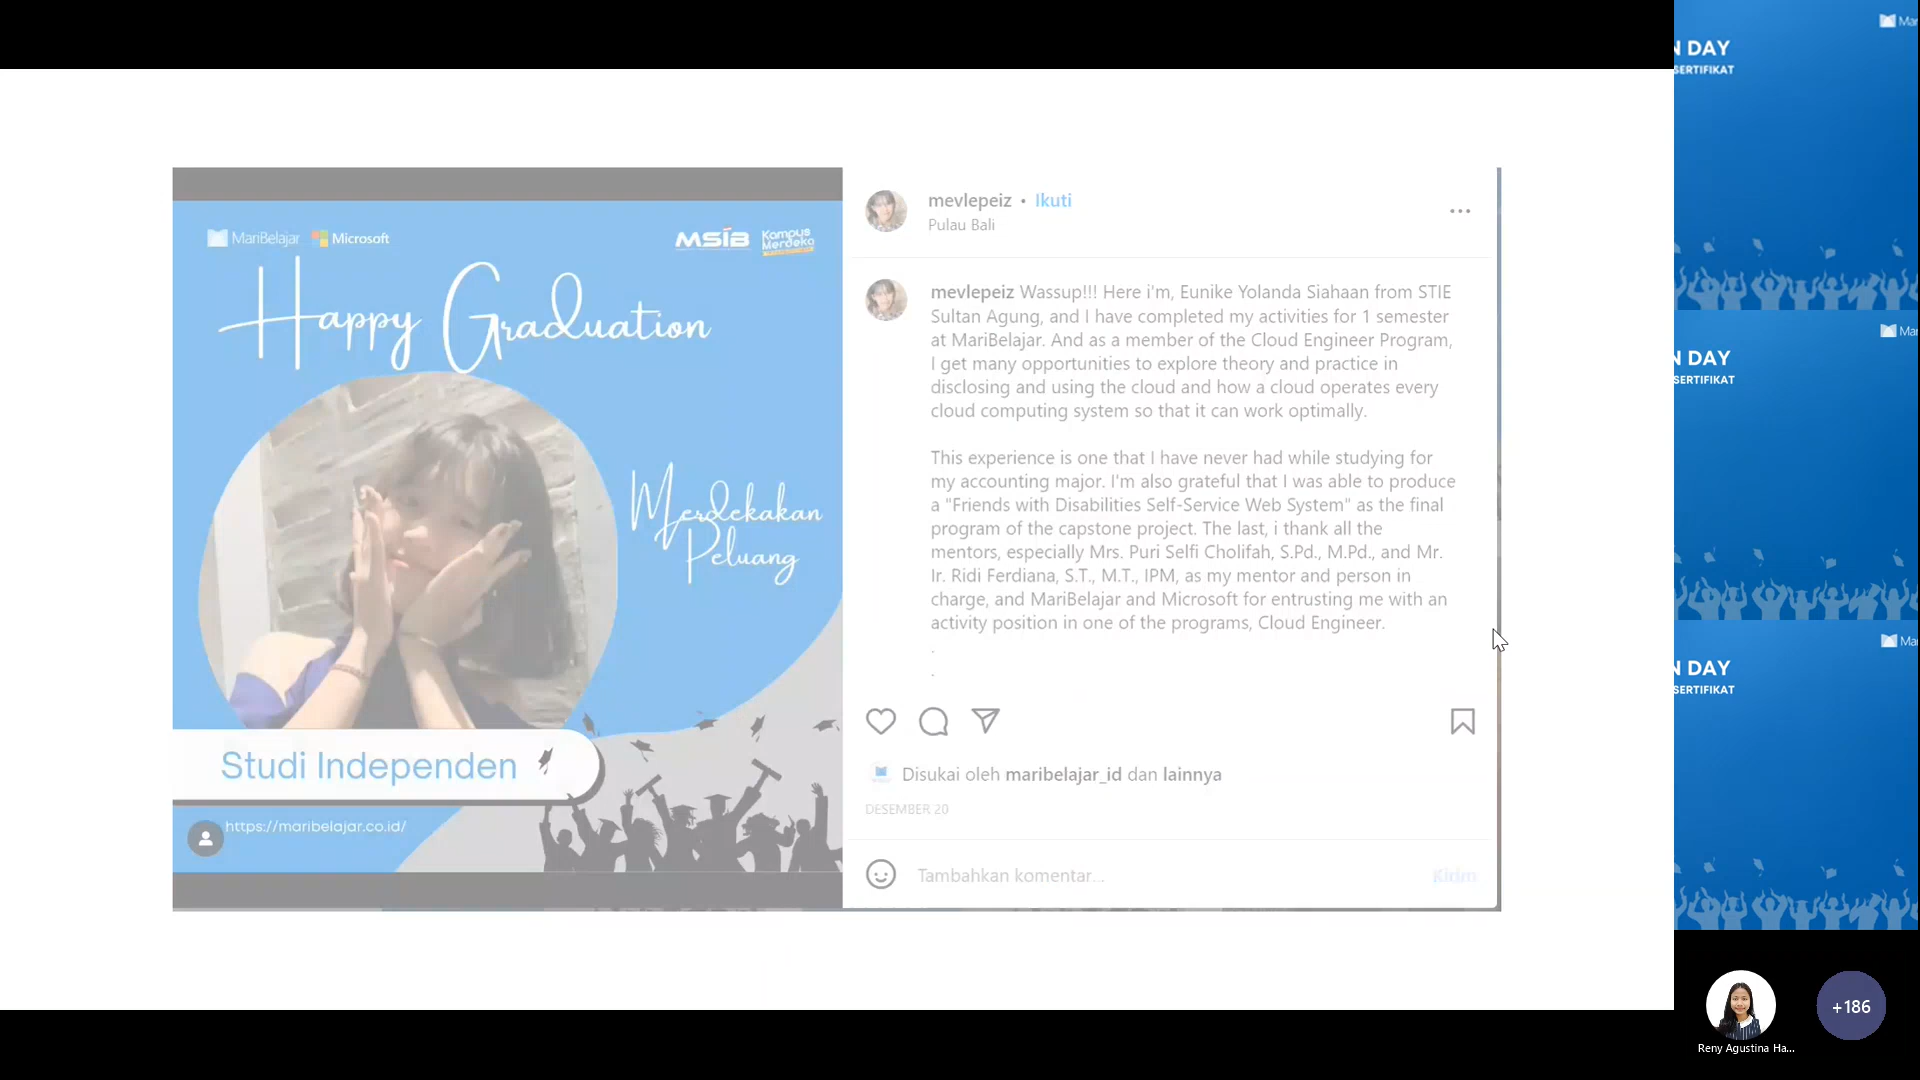 MariBelajar Microsoft
MSIB Kampus Merdeka
Happy Graduation
Merdekakan
Peluang
Studi Independen
https://maribelajar.co.id/
mevlepeiz • Ikuti
Pulau Bali
mevlepeiz Wassup!!! Here i'm, Eunike Yolanda Siahaan from STIE
Sultan Agung, and I have completed my activities for 1 semester
at MariBelajar. And as a member of the Cloud Engineer Program,
I get many opportunities to explore theory and practice in
disclosing and using the cloud and how a cloud operates every
cloud computing system so that it can work optimally.
This experience is one that I have never had while studying for
my accounting major. I'm also grateful that I was able to produce
a "Friends with Disabilities Self-Service Web System" as the final
program of the capstone project. The last, i thank all the
mentors, especially Mrs. Puri Selfi Cholifah, S.Pd., M.Pd., and Mr.
Ir. Ridi Ferdiana, S.T., M.T., IPM, as my mentor and person in
charge, and MariBelajar and Microsoft for entrusting me with an
activity position in one of the programs, Cloud Engineer.
.
.
Disukai oleh maribelajar_id dan lainnya
DESEMBER 20
Tambahkan komentar...
Kirim
Mar
N DAY
SERTIFIKAT
Mar
N DAY
SERTIFIKAT
Mar
N DAY
SERTIFIKAT
Reny Agustina Ha...
+186